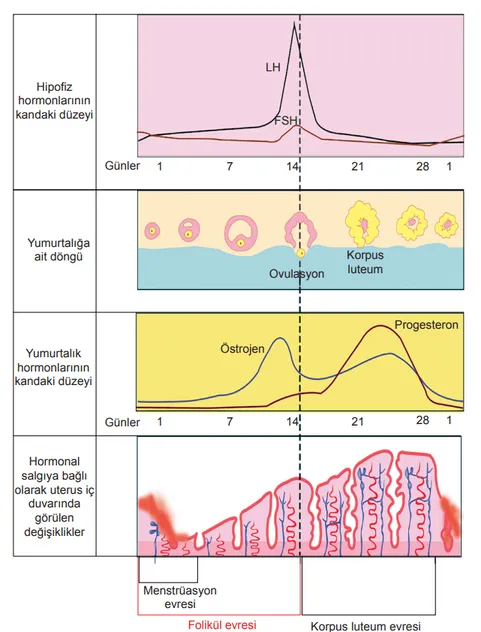 Hipofiz
hormonlarının
kandaki düzeyi
LH
FSH
Günler 1 7 14 21 28 1
Yumurtalığa
ait döngü
Ovulasyon
Korpus
luteum
Yumurtalık
hormonlarının
kandaki düzeyi
Östrojen
Progesteron
Günler 1 7 14 21 28 1
Hormonal
salgıya bağlı
olarak uterus iç
duvarında
görülen
değişiklikler
Menstrüasyon
evresi
Folikül evresi
Korpus luteum evresi